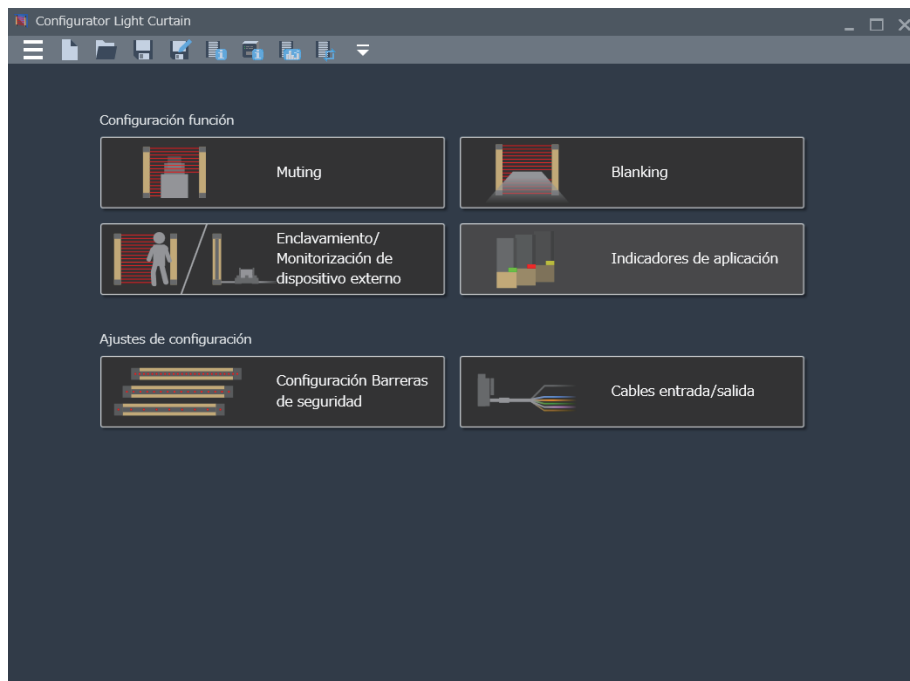 Configurator Light Curtain
Configuración función
Muting
Blanking
Enclavamiento/
Monitorización de
dispositivo externo
Indicadores de aplicación
Ajustes de configuración
Configuración Barreras
de seguridad
Cables entrada/salida